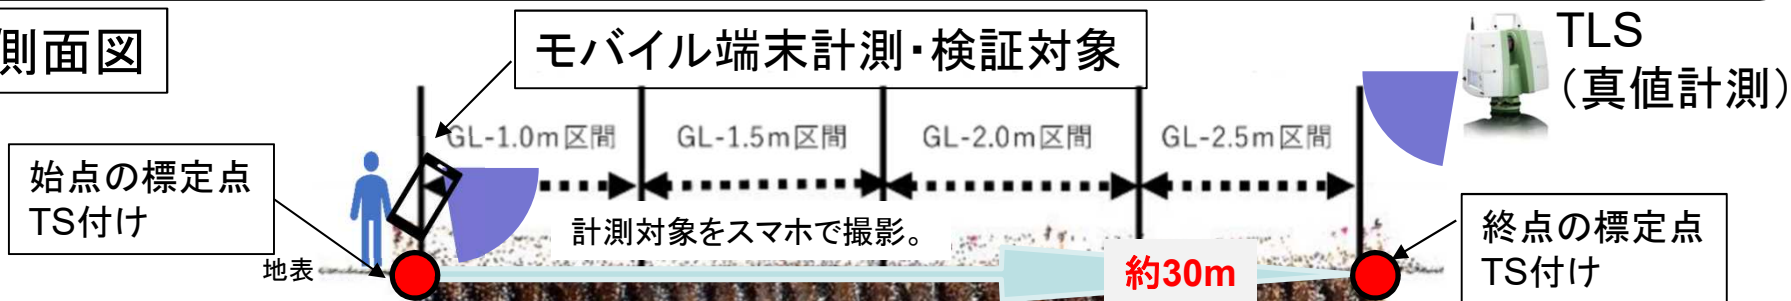 側面図
モバイル端末計測・検証対象
TLS
（真値計測）
GL-1.0m区間
GL-1.5m区間
GL-2.0m区間
GL-2.5m区間
始点の標定点
TS付け
計測対象をスマホで撮影。
地表
約30m
終点の標定点
TS付け